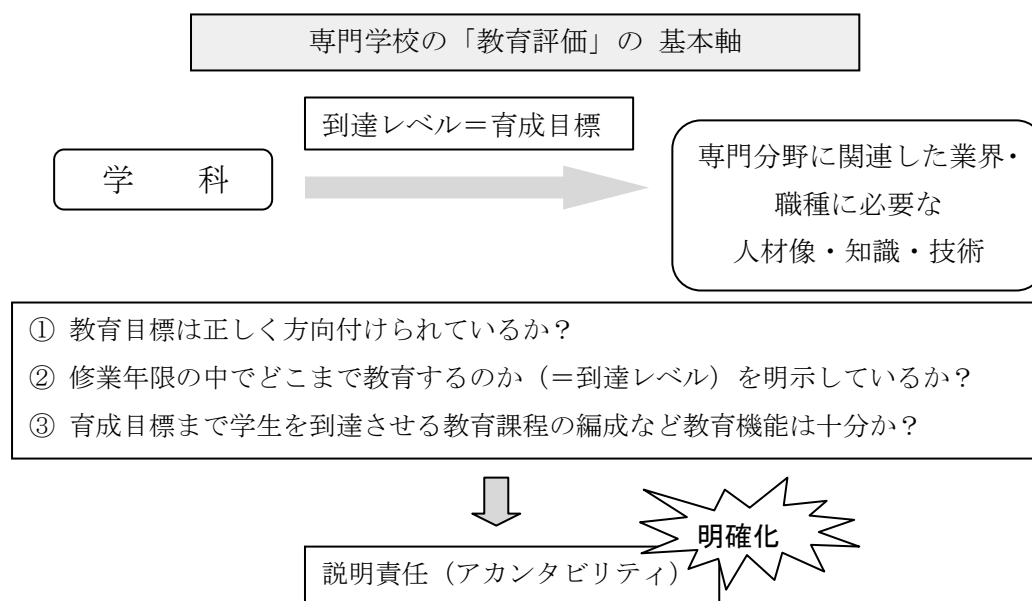 専門学校の「教育評価」の 基本軸
到達レベル＝育成目標
学　　科
専門分野に関連した業界・
職種に必要な
人材像・知識・技術
① 教育目標は正しく方向付けられているか？
② 修業年限の中でどこまで教育するのか（＝到達レベル）を明示しているか？
③ 育成目標まで学生を到達させる教育課程の編成など教育機能は十分か？
明確化
説明責任（アカンタビリティ）